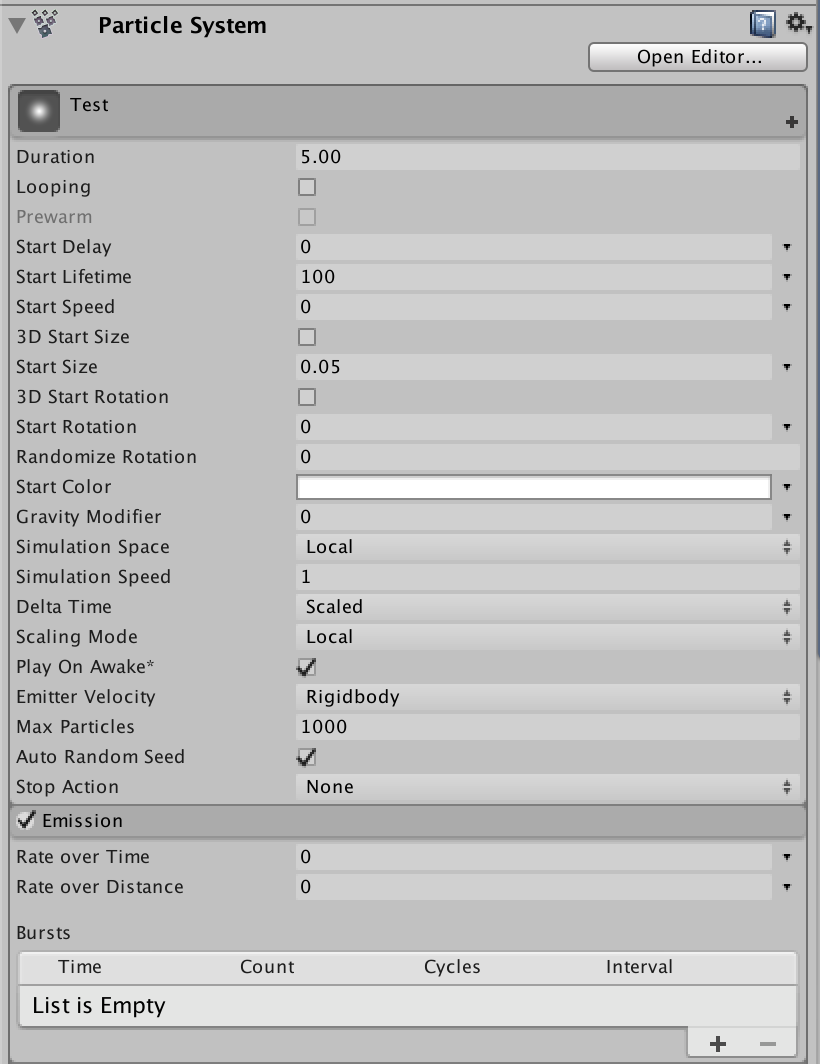 Particle System
Open Editor...
Test
Duration 5.00
Looping
Prewarm
Start Delay 0
Start Lifetime 100
Start Speed 0
3D Start Size
Start Size 0.05
3D Start Rotation
Start Rotation 0
Randomize Rotation 0
Start Color
Gravity Modifier 0
Simulation Space Local
Simulation Speed 1
Delta Time Scaled
Scaling Mode Local
Play On Awake*
Emitter Velocity Rigidbody
Max Particles 1000
Auto Random Seed
Stop Action None
Emission
Rate over Time 0
Rate over Distance 0
Bursts
Time Count Cycles Interval
List is Empty